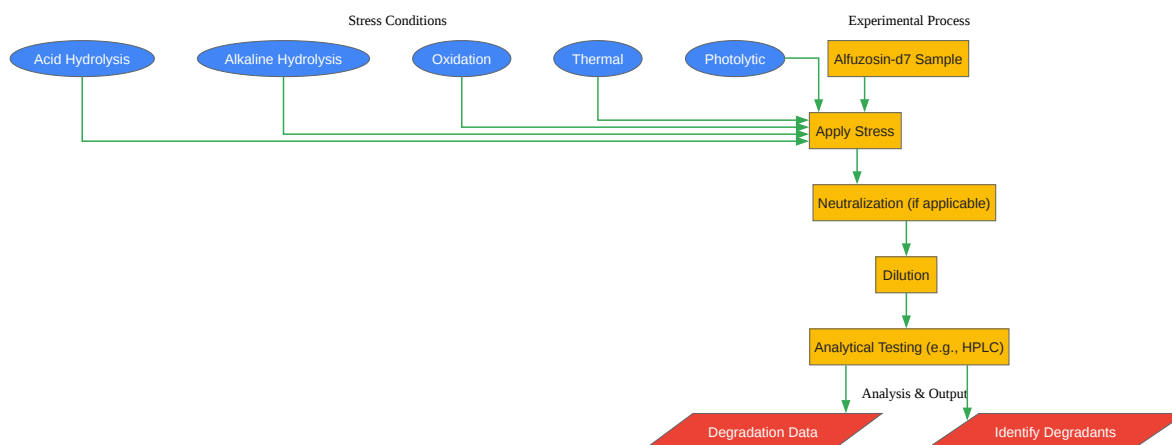 Stress Conditions
Experimental Process
Acid Hydrolysis
Alkaline Hydrolysis
Oxidation
Thermal
Photolytic
Alfuzosin-d7 Sample
Apply Stress
Neutralization (if applicable)
Dilution
Analytical Testing (e.g., HPLC)
Analysis & Output
Degradation Data
Identify Degradants